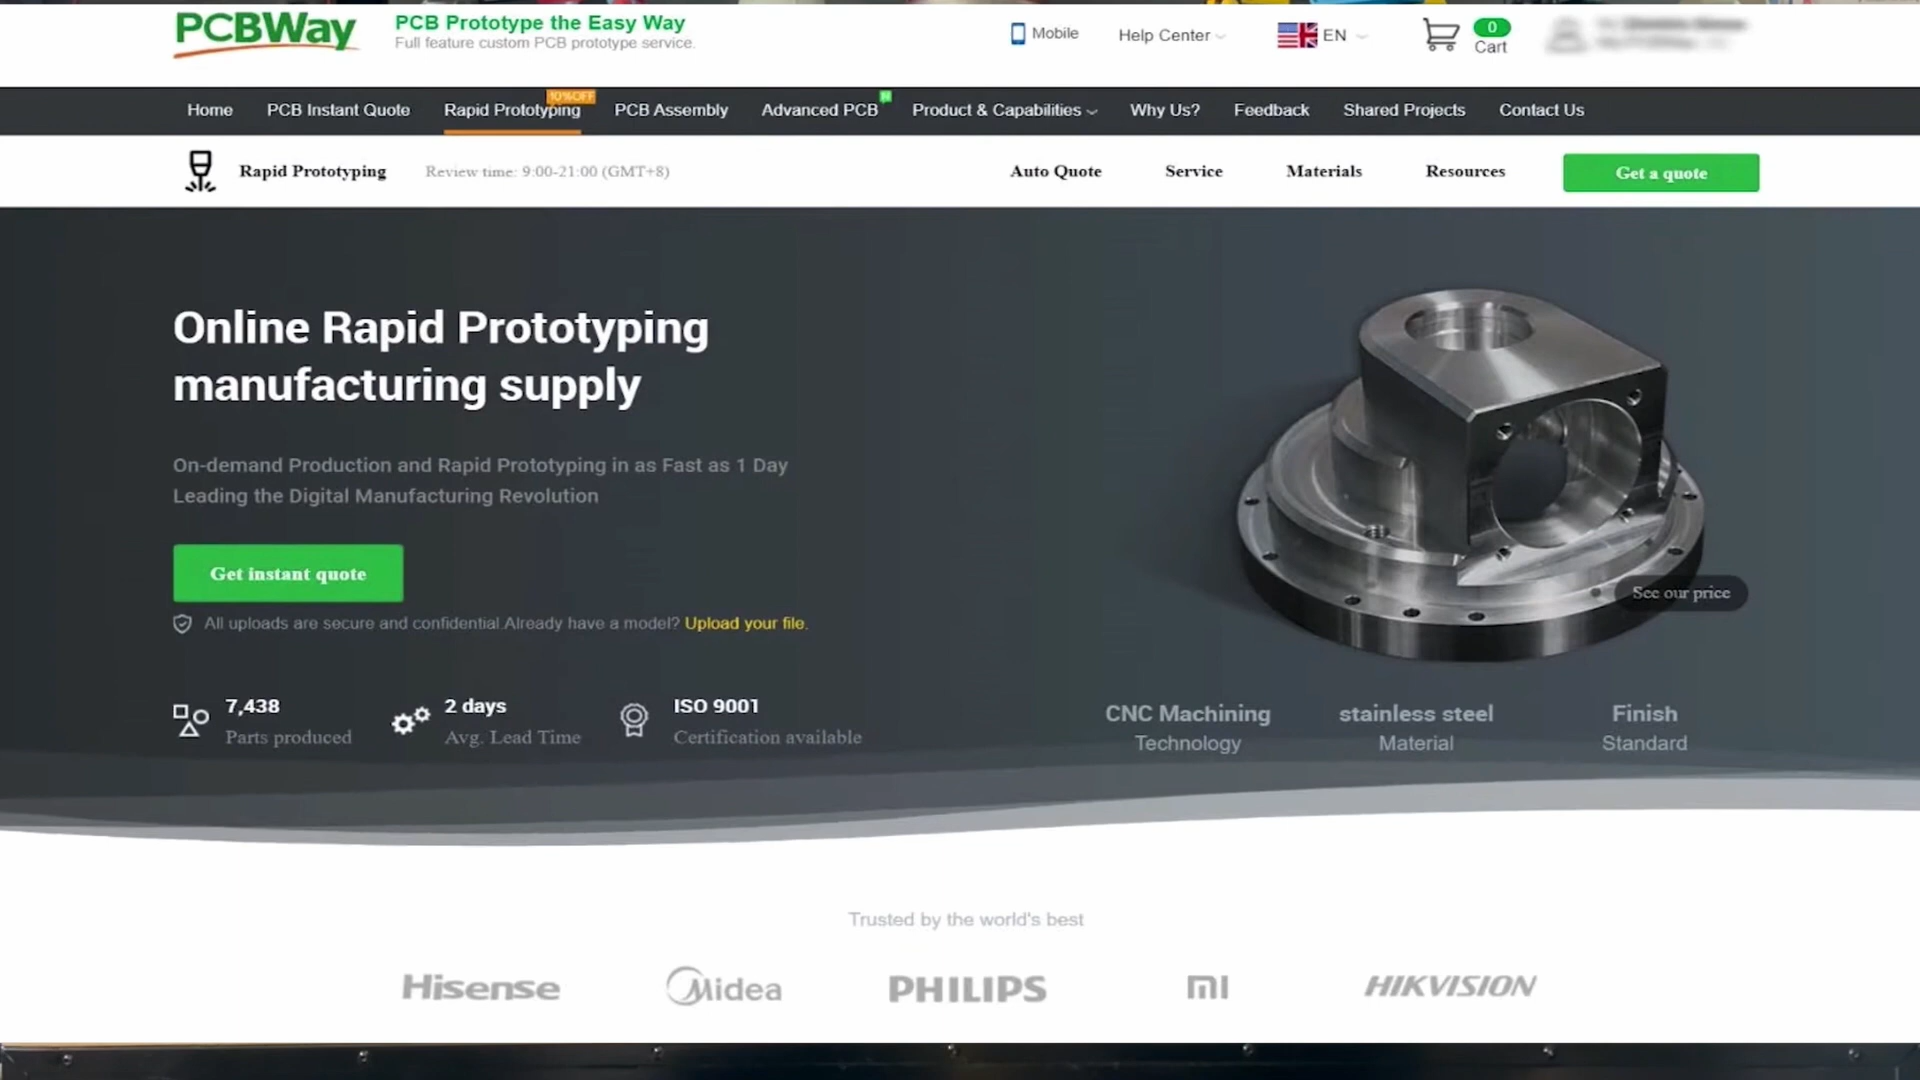 PCBWay
PCB Prototype the Easy Way
Full feature custom PCB prototype service.
Mobile
Help Center
EN
0
Cart
Home
PCB Instant Quote
Rapid Prototyping
10%OFF
PCB Assembly
Advanced PCB
Product & Capabilities
Why Us?
Feedback
Shared Projects
Contact Us
Rapid Prototyping
Review time: 9:00-21:00 (GMT+8)
Auto Quote
Service
Materials
Resources
Get a quote
Online Rapid Prototyping
manufacturing supply
On-demand Production and Rapid Prototyping in as Fast as 1 Day
Leading the Digital Manufacturing Revolution
Get instant quote
All uploads are secure and confidential.Already have a model? Upload your file.
See our price
7,438
Parts produced
2 days
Avg. Lead Time
ISO 9001
Certification available
CNC Machining
Technology
stainless steel
Material
Finish
Standard
Trusted by the world's best
Hisense
Midea
PHILIPS
MI
HIKVISION